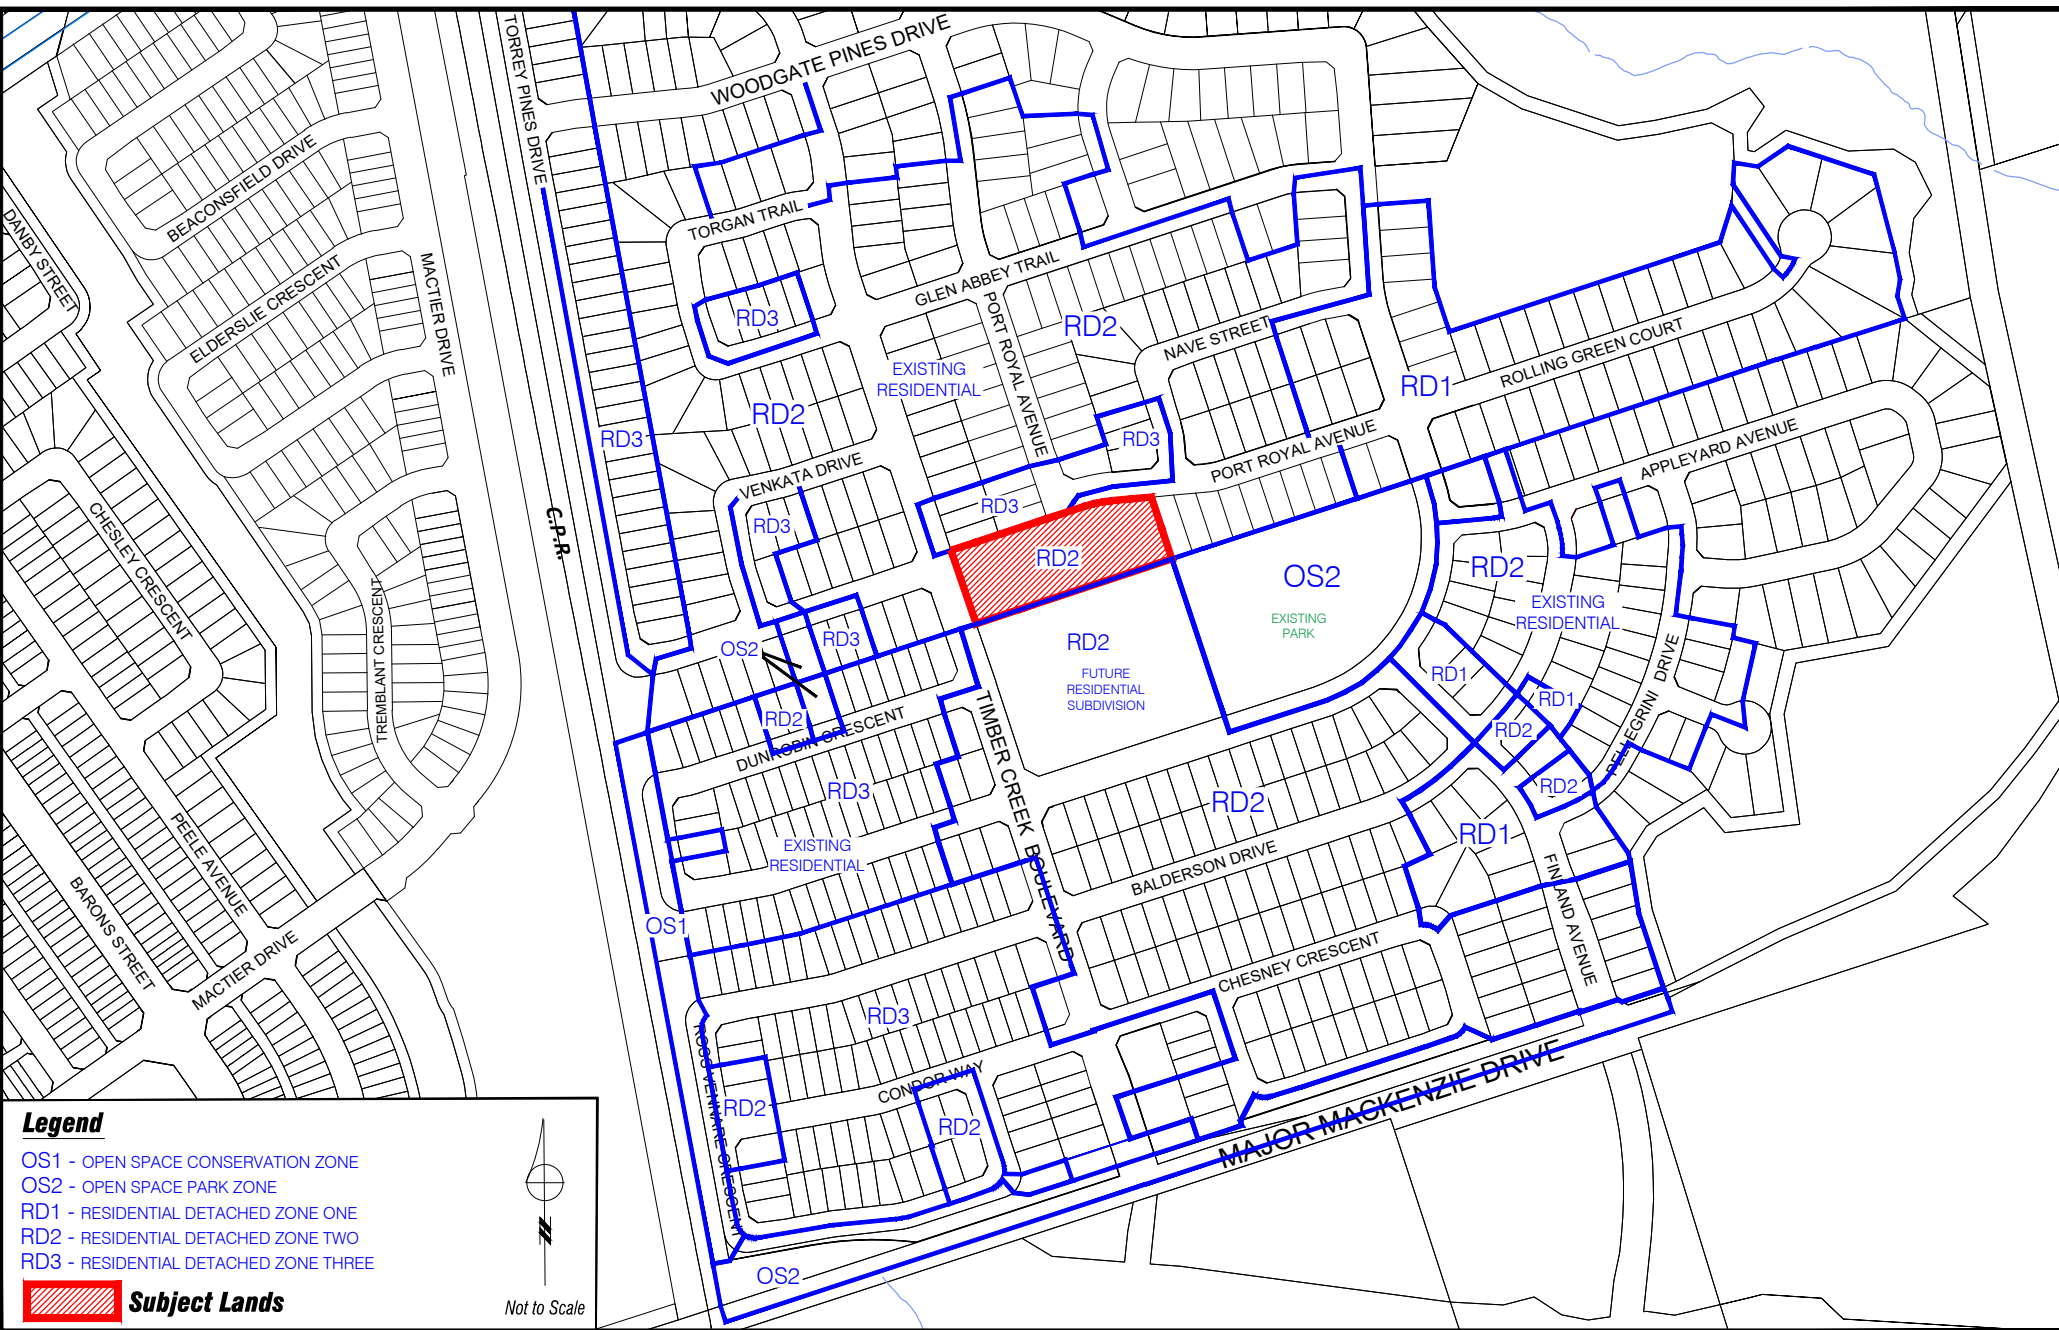 WOODGATE PINES DRIVE
TORREY PINES DRIVE
BEACONSFIELD DRIVE
DANBY STREET
ELDERSLIE CRESCENT
MACTIER DRIVE
TORGAN TRAIL
GLEN ABBEY TRAIL
RD3
RD2
PORT ROYAL AVENUE
NAVE STREET
EXISTING
RESIDENTIAL
RD1
ROLLING GREEN COURT
RD2
RD3
RD3
PORT ROYAL AVENUE
APPLEYARD AVENUE
VENKATA DRIVE
RD3
RD3
C.P.R.
CHESLEY CRESCENT
TREMBLANT CRESCENT
RD2
OS2
EXISTING
PARK
RD2
EXISTING
RESIDENTIAL
OS2
RD3
RD2
FUTURE
RESIDENTIAL
SUBDIVISION
RD1
RD1
RD2
RD2
PELLEGRINI DRIVE
RD2
DUNROBIN CRESCENT
TIMBER CREEK BOULEVARD
RD3
EXISTING
RESIDENTIAL
RD2
RD1
BALDERSON DRIVE
FINLAND AVENUE
PEELE AVENUE
BARONS STREET
MACTIER DRIVE
OS1
CHESNEY CRESCENT
RD3
ROSS VENNARE CRESCENT
CONDOR WAY
RD2
RD2
MAJOR MACKENZIE DRIVE
OS2
Legend
OS1 - OPEN SPACE CONSERVATION ZONE
OS2 - OPEN SPACE PARK ZONE
RD1 - RESIDENTIAL DETACHED ZONE ONE
RD2 - RESIDENTIAL DETACHED ZONE TWO
RD3 - RESIDENTIAL DETACHED ZONE THREE
Subject Lands
Not to Scale